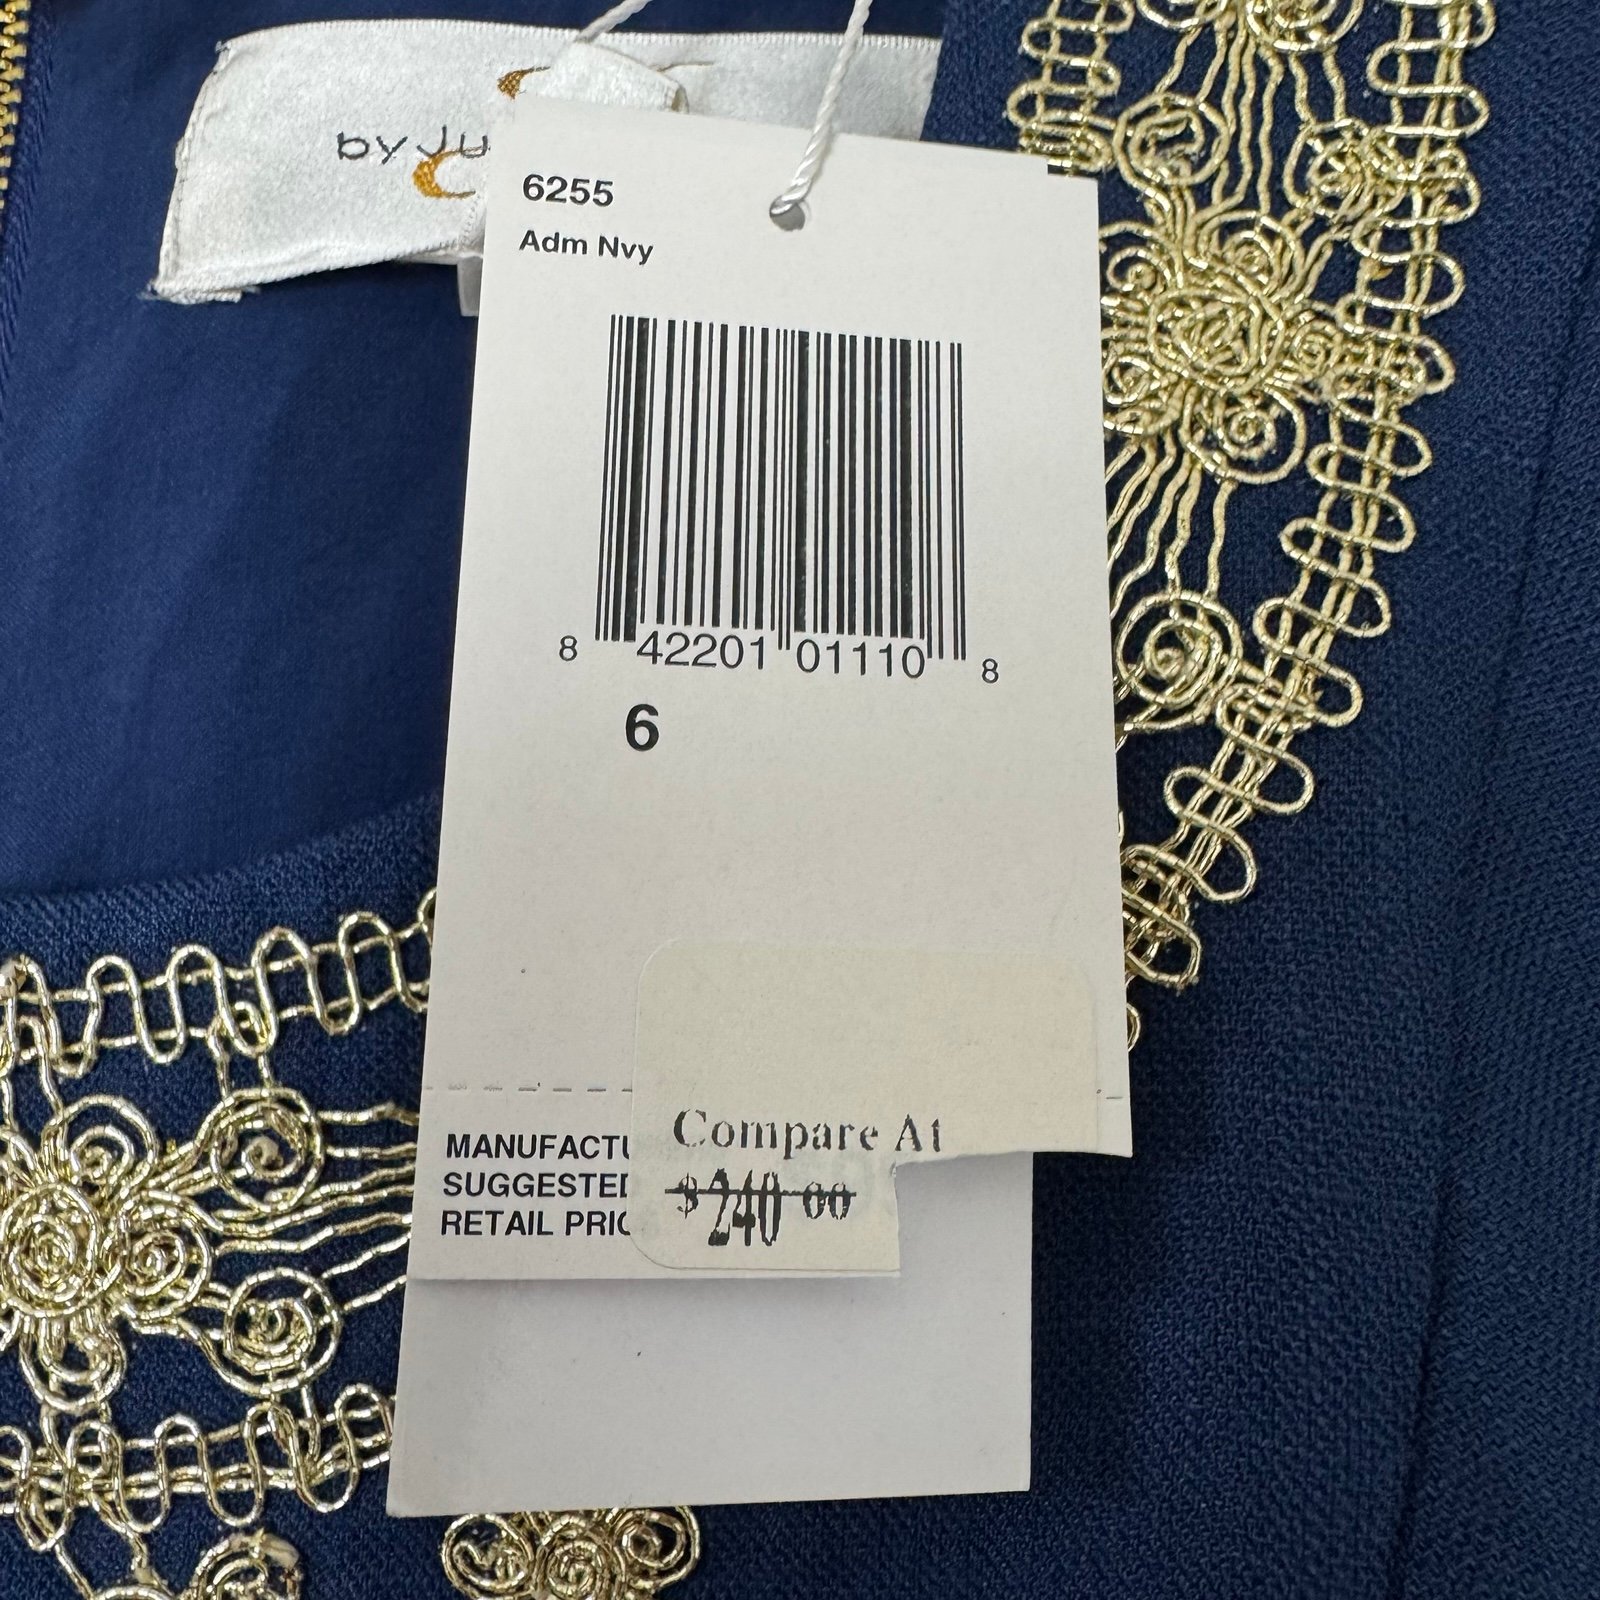 by Ju
6255
Adm Nvy
8 42201 01110 8
6
Compare At
$240 00
MANUFACTU
SUGGESTED
RETAIL PRIC